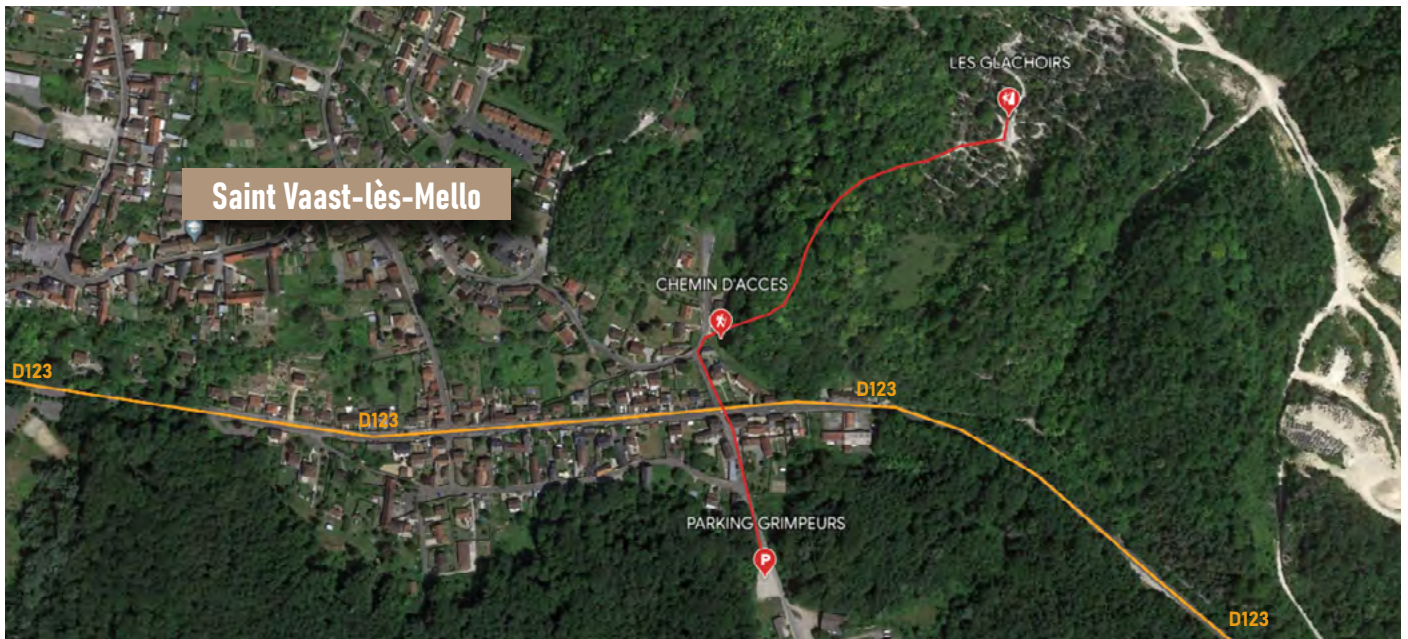 LES GLACHOIRS
Saint Vaast-lès-Mello
CHEMIN D'ACCES
D123
D123
D123
PARKING GRIMPEURS
P
D123